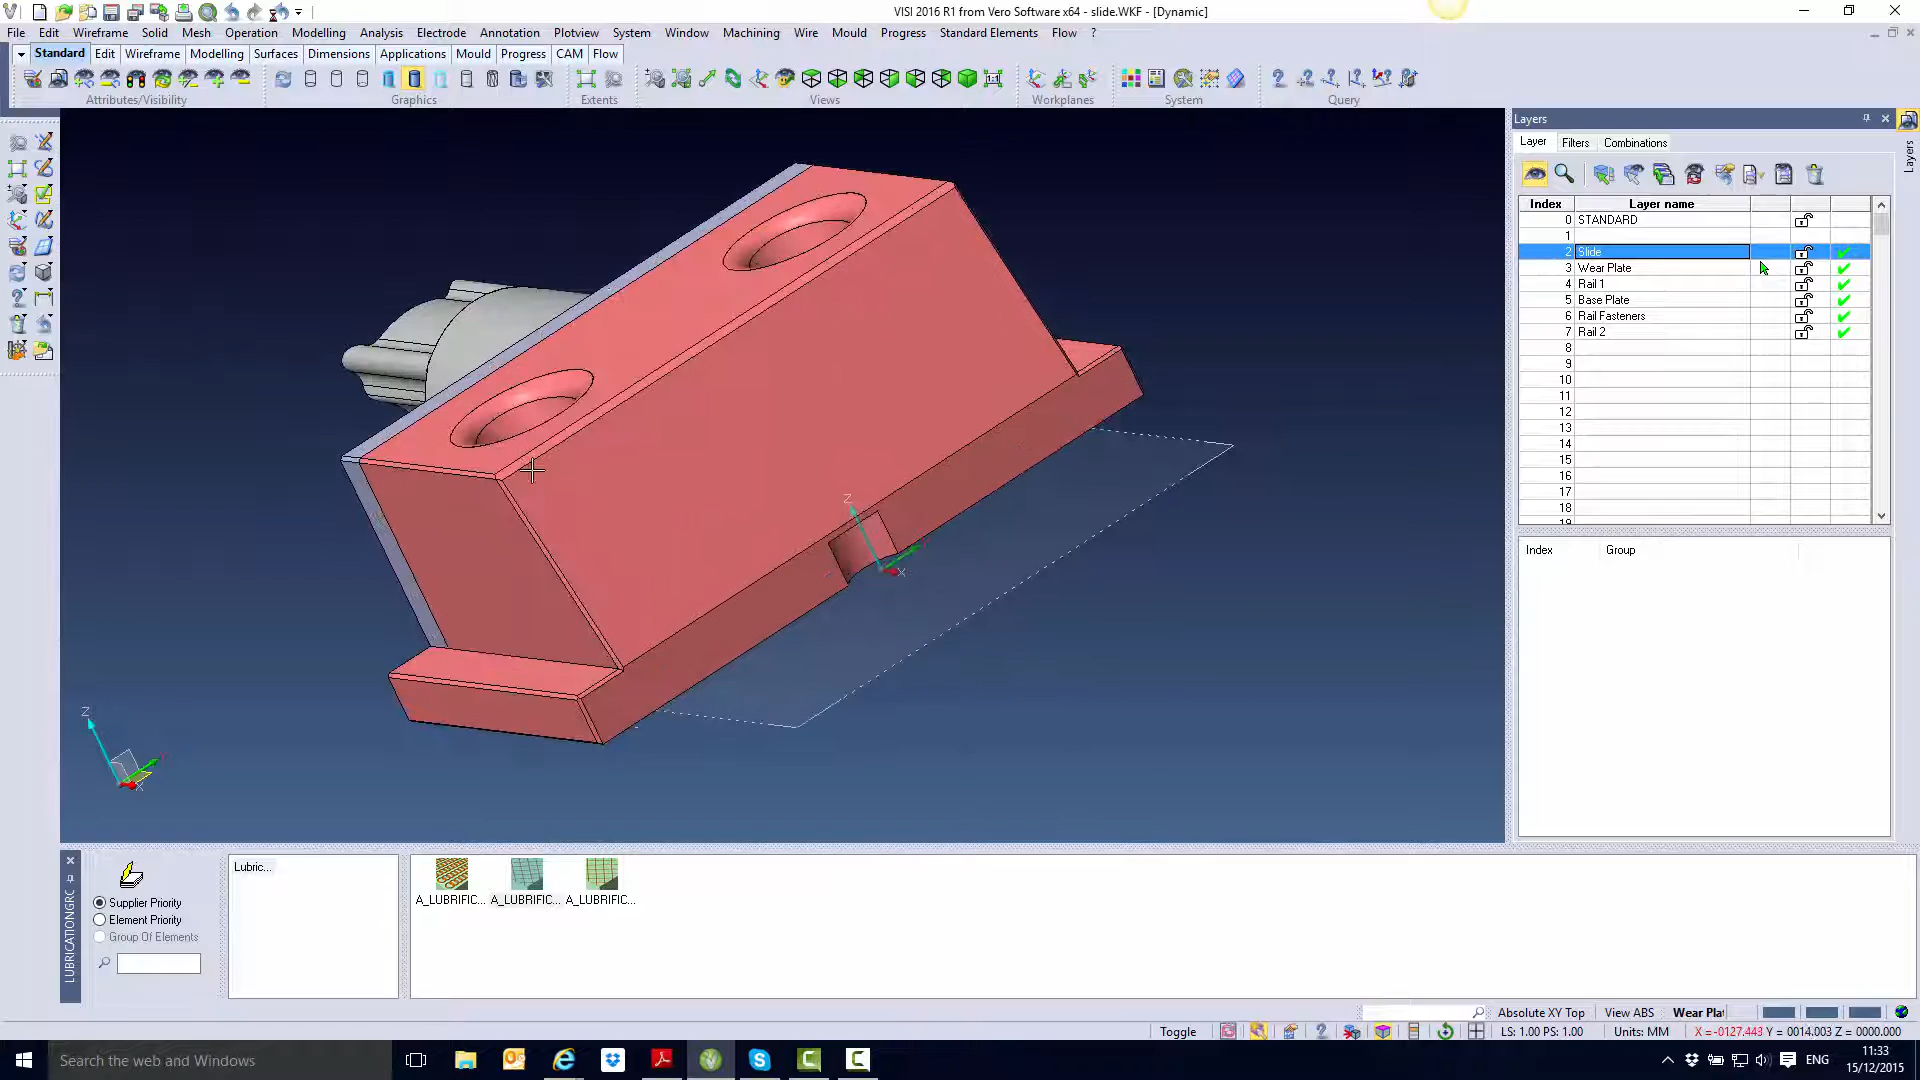 VISI 2016 R1 from Vero Software x64 - slide.WKF - [Dynamic]
File Edit Wireframe Solid Mesh Operation Modelling Analysis Electrode Annotation Plotview System Window Machining Wire Mould Progress Standard Elements Flow ?
Standard Edit Wireframe Modelling Surfaces Dimensions Applications Mould Progress CAM Flow
Attributes/Visibility Graphics Extents Views Workplanes System Query
Layers
Layer Filters Combinations
Index Layer name
0 STANDARD
1
2 Slide
3 Wear Plate
4 Rail 1
5 Base Plate
6 Rail Fasteners
7 Rail 2
8
9
10
11
12
13
14
15
16
17
18
19
Layers
Index Group
Z
X
Z
X
LUBRICATIONGRC
Supplier Priority
Element Priority
Group Of Elements
Lubric...
A_LUBRIFIC... A_LUBRIFIC... A_LUBRIFIC...
Absolute XY Top View ABS Wear Plat
Toggle LS: 1.00 PS: 1.00 Units: MM X = -0127.443 Y = 0014.003 Z = 0000.000
Search the web and Windows
ENG
11:33
15/12/2015